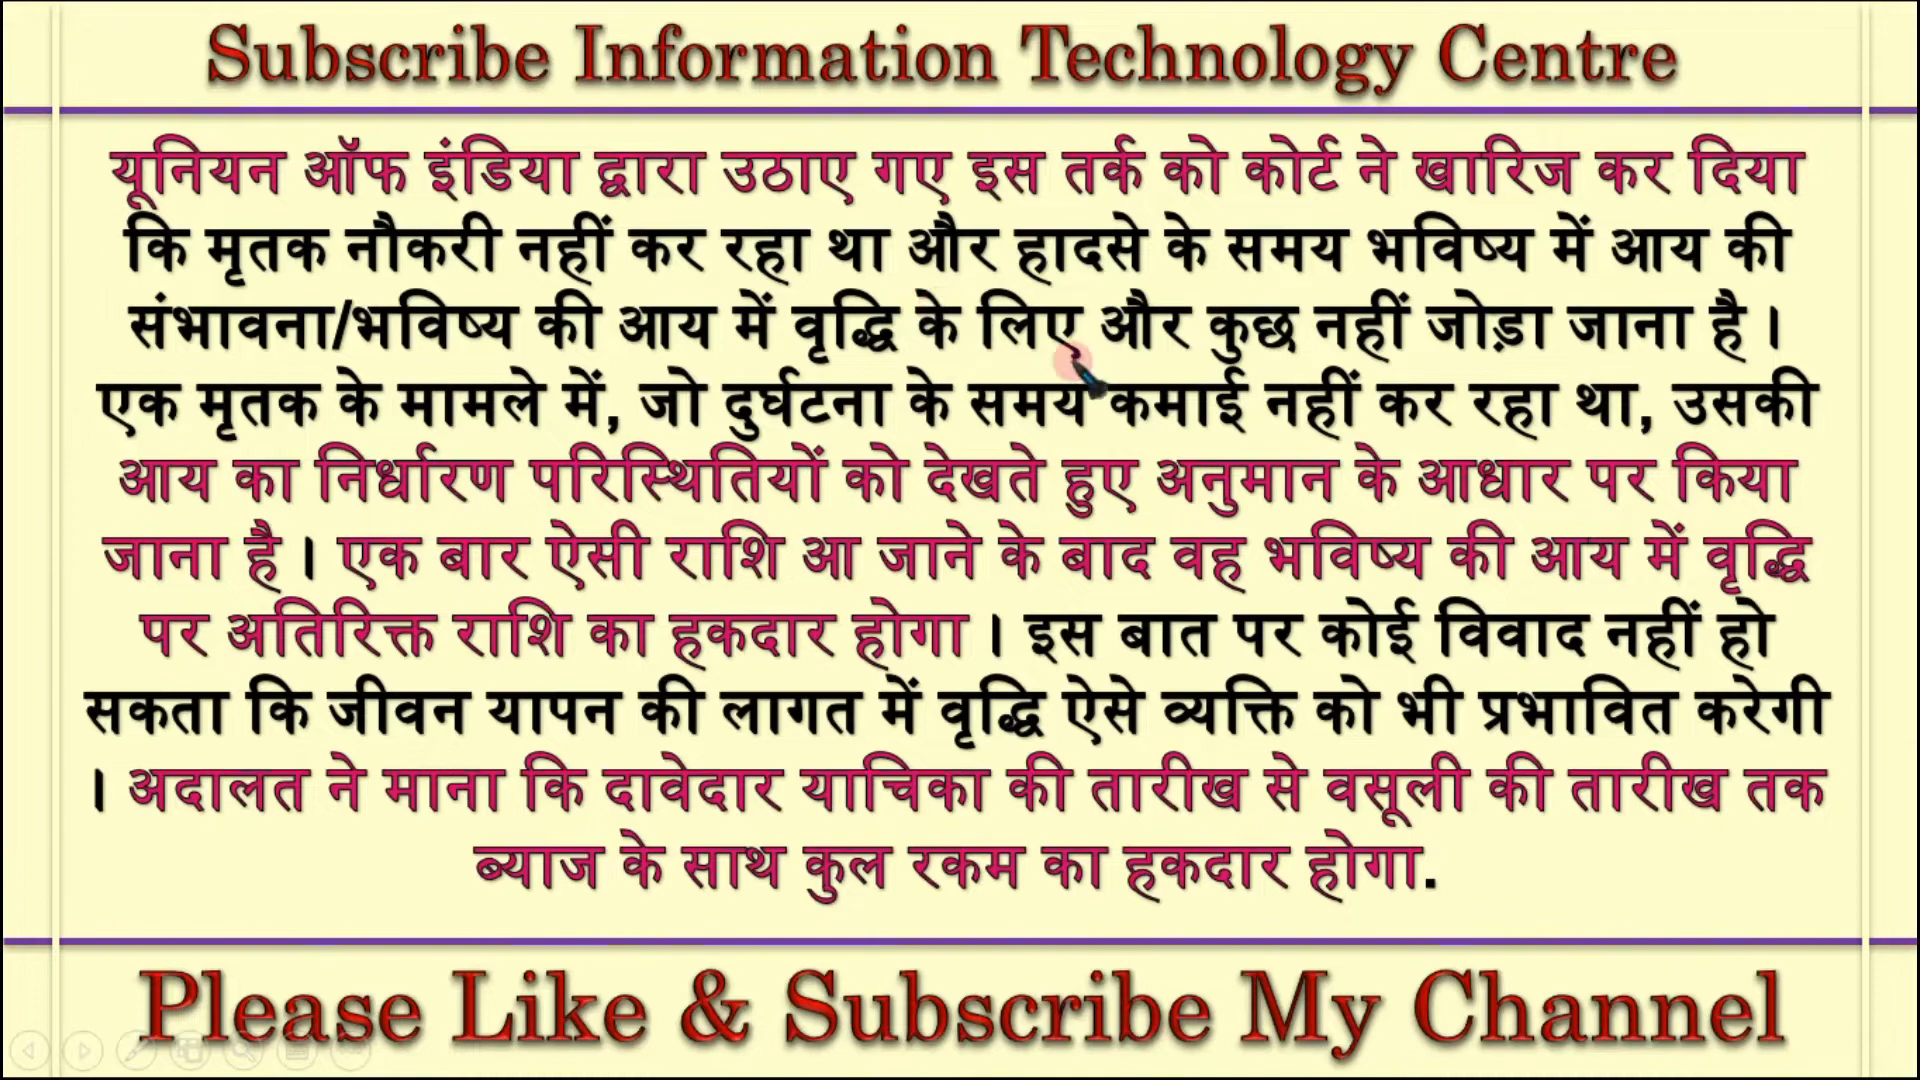 Subscribe Information Technology Centre
यूनियन ऑफ इंडिया द्वारा उठाए गए इस तर्क को कोर्ट ने खारिज कर दिया
कि मृतक नौकरी नहीं कर रहा था और हादसे के समय भविष्य में आय की
संभावना/भविष्य की आय में वृद्धि के लिए और कुछ नहीं जोड़ा जाना है ।
एक मृतक के मामले में, जो दुर्घटना के समय कमाई नहीं कर रहा था, उसकी
आय का निर्धारण परिस्थितियों को देखते हुए अनुमान के आधार पर किया
जाना है । एक बार ऐसी राशि आ जाने के बाद वह भविष्य की आय में वृद्धि
पर अतिरिक्त राशि का हकदार होगा । इस बात पर कोई विवाद नहीं हो
सकता कि जीवन यापन की लागत में वृद्धि ऐसे व्यक्ति को भी प्रभावित करेगी
। अदालत ने माना कि दावेदार याचिका की तारीख से वसूली की तारीख तक
ब्याज के साथ कुल रकम का हकदार होगा.
Please Like & Subscribe My Channel